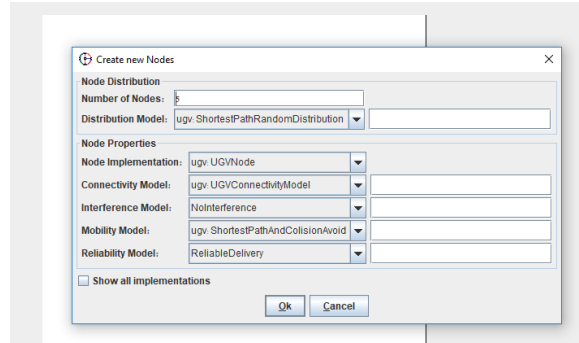 Create new Nodes
Node Distribution
Number of Nodes: 5
Distribution Model: ugv:ShortestPathRandomDistribution
Node Properties
Node Implementation: ugv:UGVNode
Connectivity Model: ugv:UGVConnectivityModel
Interference Model: NoInterference
Mobility Model: ugv:ShortestPathAndColisionAvoid
Reliability Model: ReliableDelivery
Show all implementations
Ok Cancel